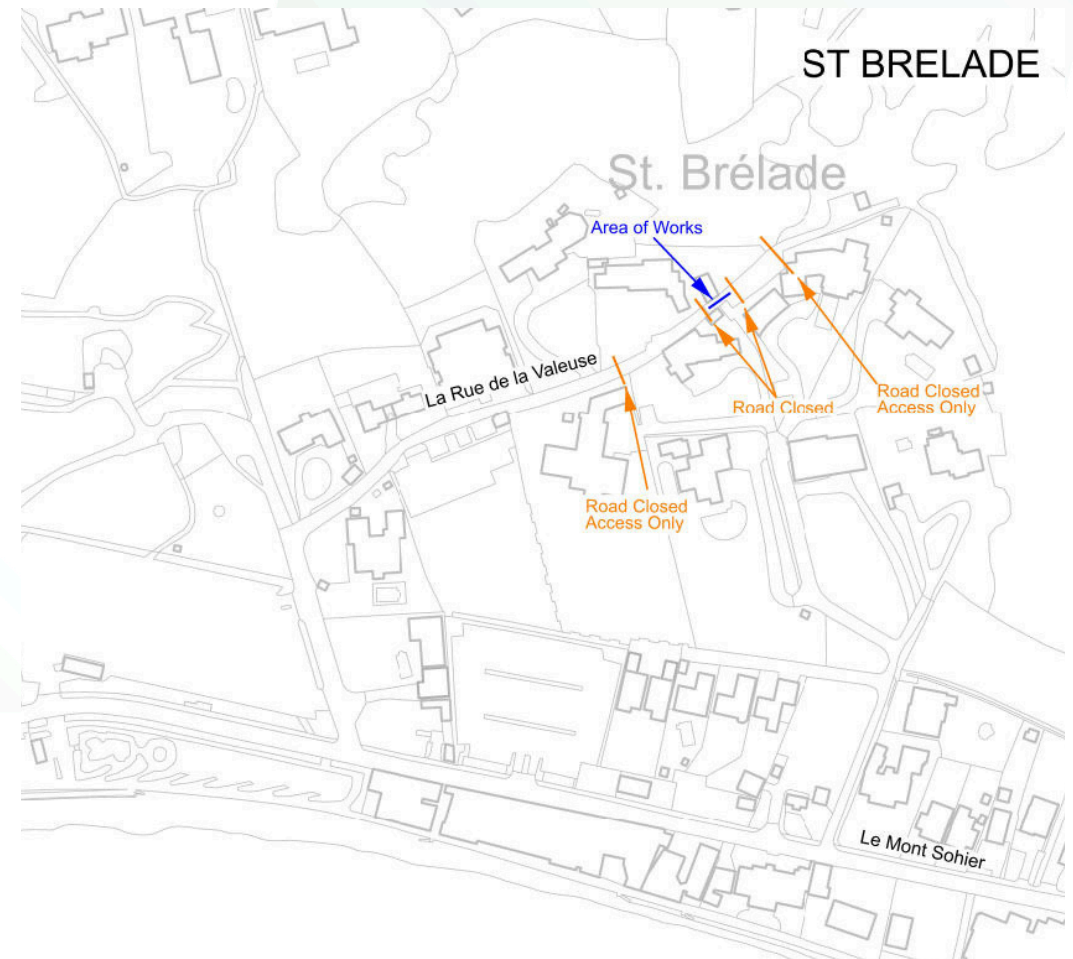 ST BRELADE
St. Brélade
Area of Works
La Rue de la Valeuse
Road Closed
Access Only
Road Closed
Road Closed
Access Only
Le Mont Sohier